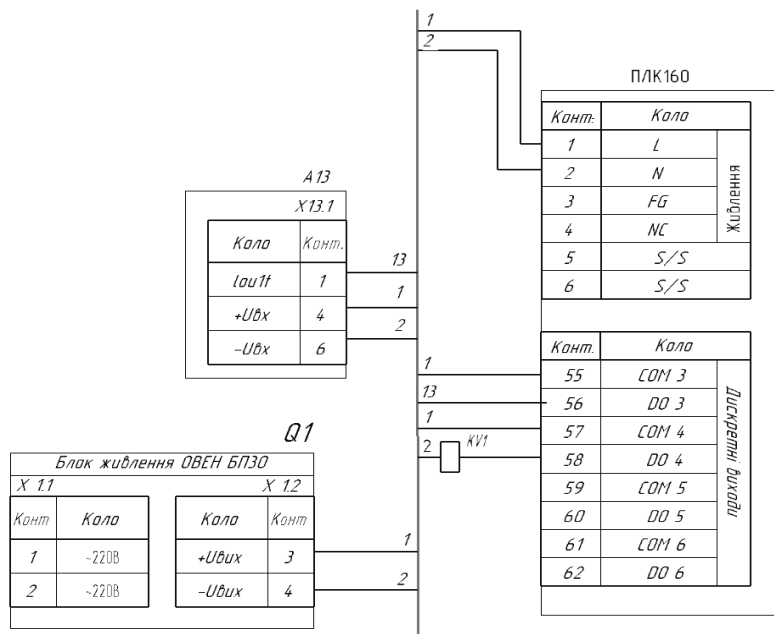 1
2
ПЛК160
Конт. Коло
1 L
2 N
3 FG
4 NC
5 S/S
6 S/S
Живлення
A13
X13.1
Коло Конт.
Iou1t 1
+Uвх 4
-Uвх 6
13
1
2
Конт. Коло
55 COM 3
56 DO 3
57 COM 4
58 DO 4
59 COM 5
60 DO 5
61 COM 6
62 DO 6
Дискретні виходи
1
13
1
2 KV1
Q1
Блок живлення ОВЕН БП30
X 1.1 X 1.2
Конт Коло Коло Конт
1 ~220В +Uвих 3
2 ~220В -Uвих 4
1
2